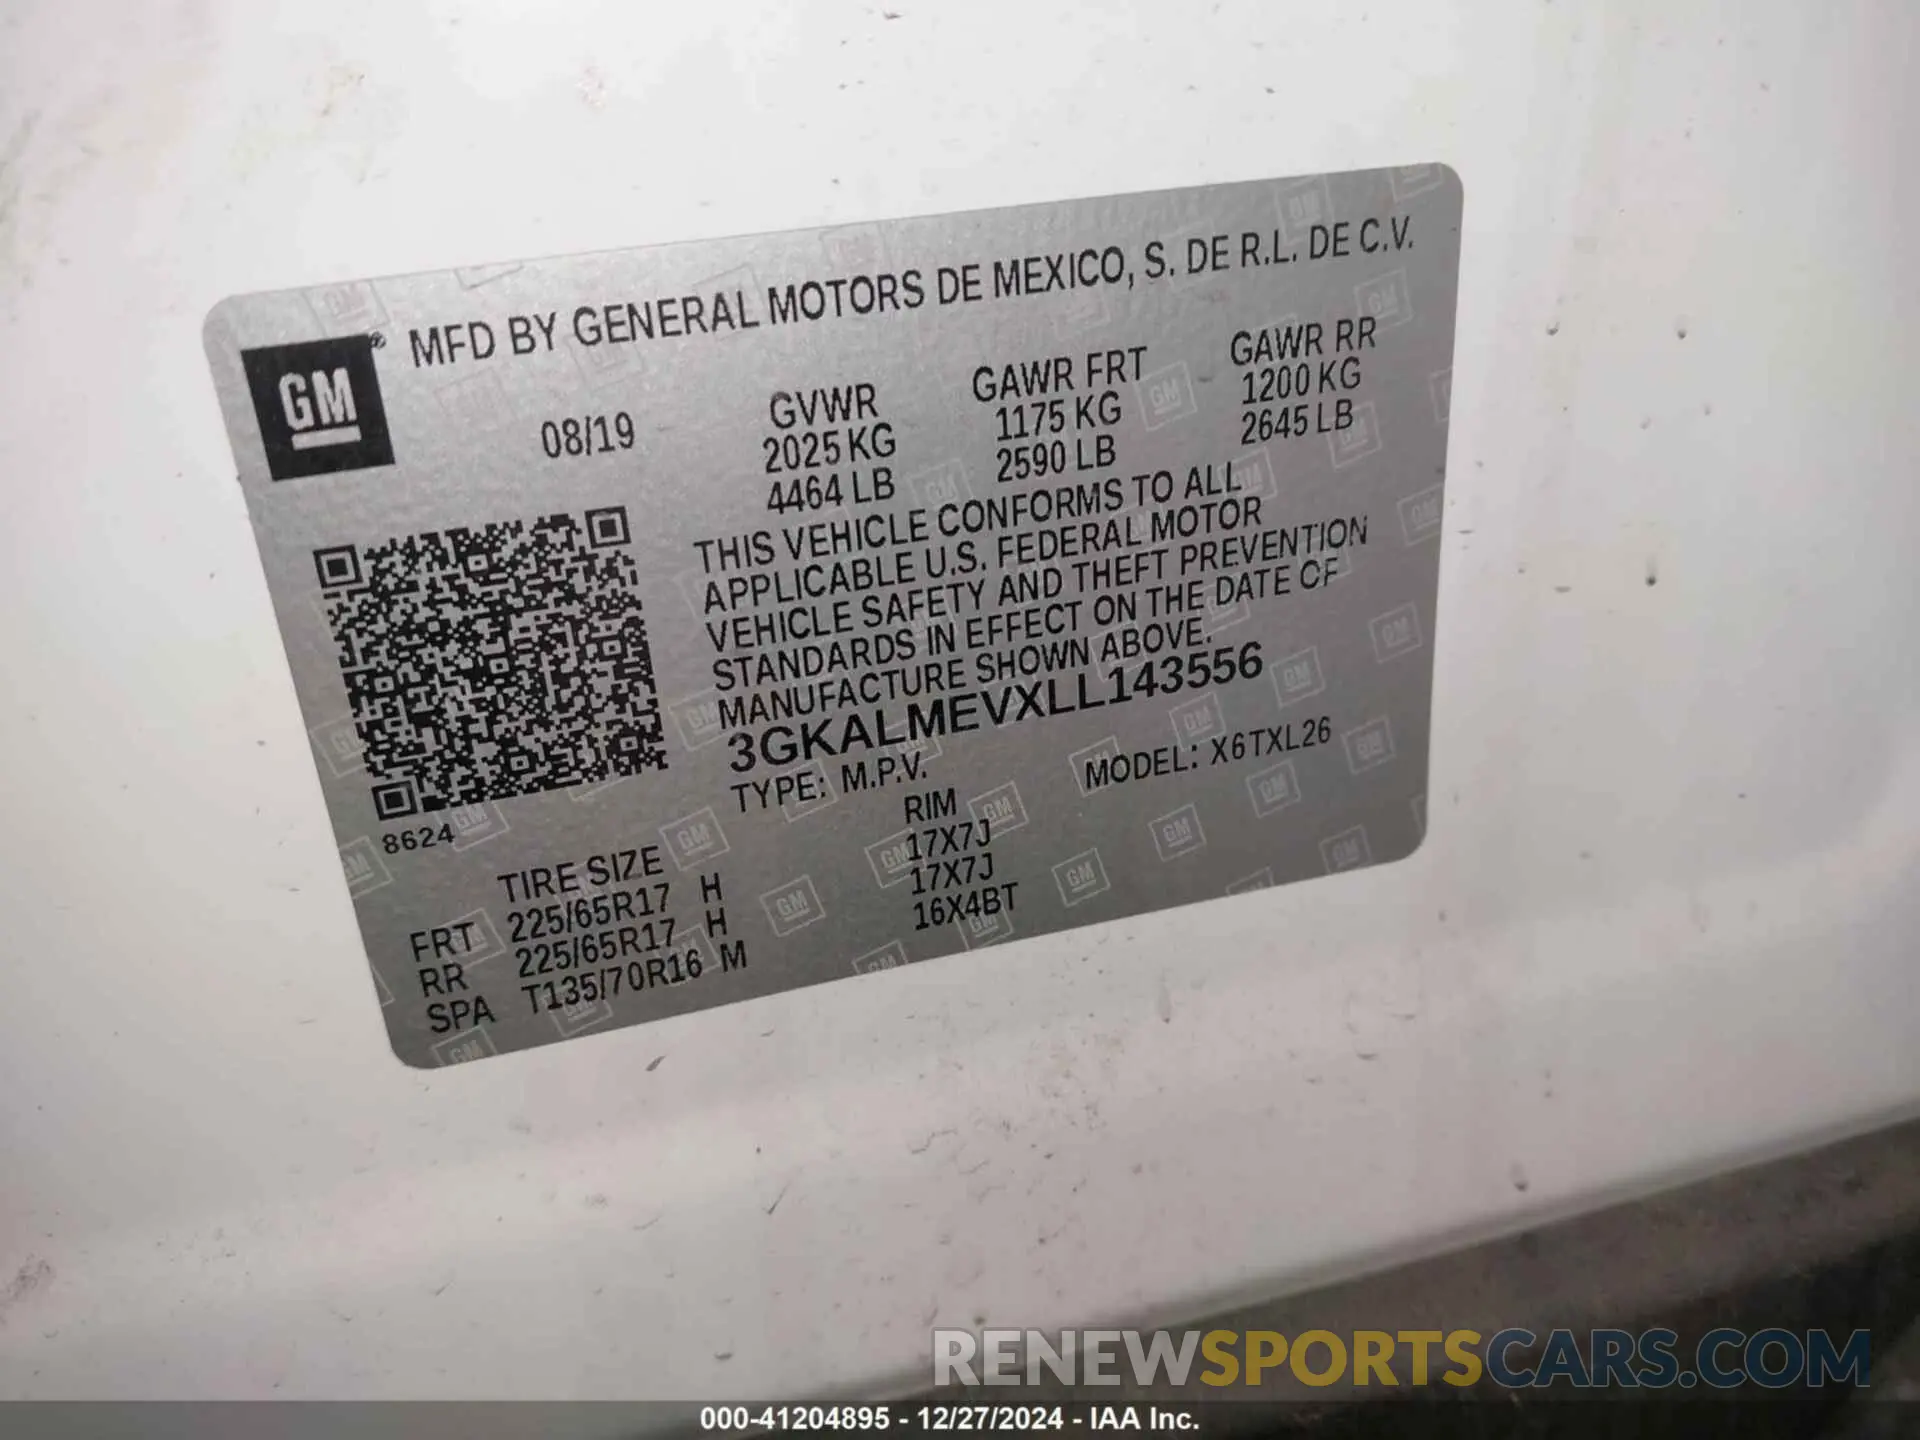 GM ® MFD BY GENERAL MOTORS DE MEXICO, S. DE R.L. DE C.V.
08/19
GVWR GAWR FRT GAWR RR
2025 KG 1175 KG 1200 KG
4464 LB 2590 LB 2645 LB
THIS VEHICLE CONFORMS TO ALL
APPLICABLE U.S. FEDERAL MOTOR
VEHICLE SAFETY AND THEFT PREVENTION
STANDARDS IN EFFECT ON THE DATE OF
MANUFACTURE SHOWN ABOVE.
3GKALMEVXLL143556
TYPE: M.P.V. MODEL: X6TXL26
8624
TIRE SIZE RIM
FRT 225/65R17 H 17X7J
RR 225/65R17 H 17X7J
SPA T135/70R16 M 16X4BT
RENEWSPORTSCARS.COM
000-41204895 - 12/27/2024 - IAA Inc.